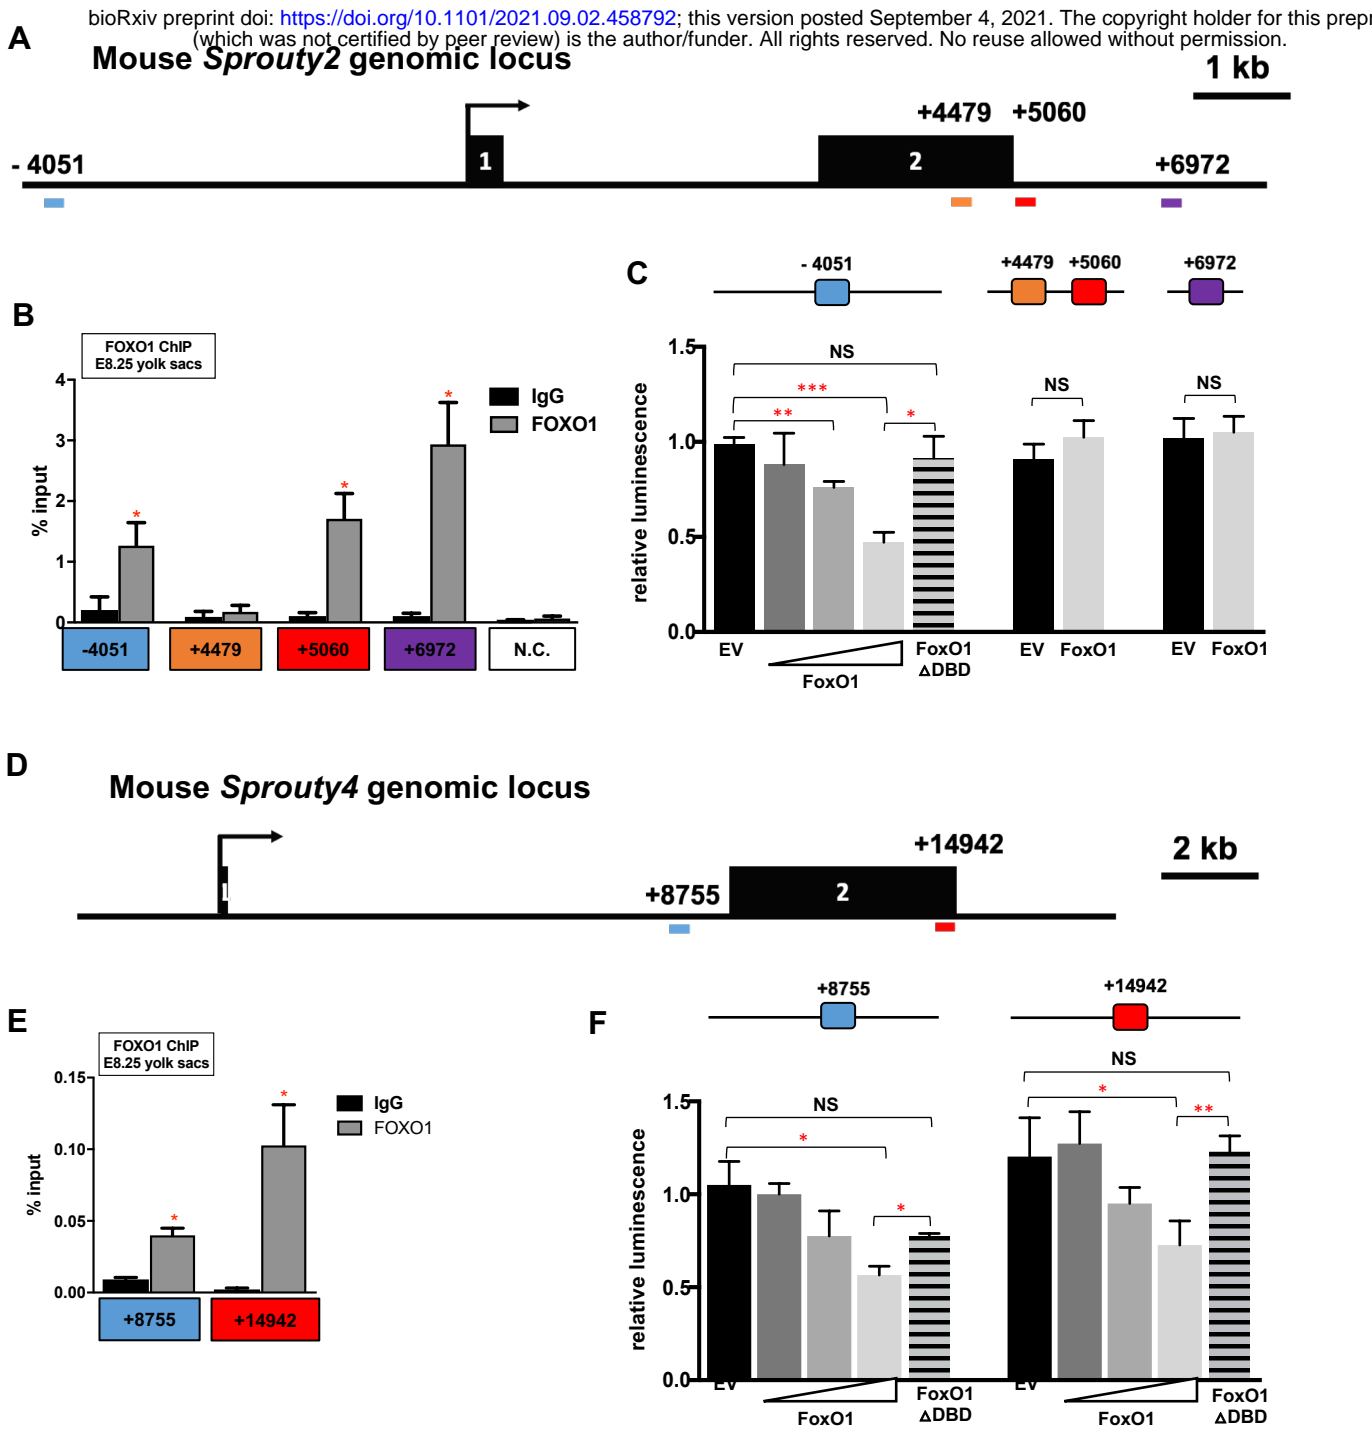 bioRxiv preprint doi: https://doi.org/10.1101/2021.09.02.458792; this version posted September 4, 2021. The copyright holder for this prepr
(which was not certified by peer review) is the author/funder. All rights reserved. No reuse allowed without permission.
A
Mouse Sprouty2 genomic locus
1 kb
+4479 +5060
- 4051
1
2
+6972
B
FOXO1 ChIP
E8.25 yolk sacs
IgG
FOXO1
% input
4
3
2
1
0
*
*
*
-4051
+4479
+5060
+6972
N.C.
C
- 4051
+4479 +5060
+6972
relative luminescence
1.5
1.0
0.5
0.0
NS
***
**
*
NS
NS
EV
FoxO1
FoxO1
ΔDBD
EV FoxO1
EV FoxO1
D
Mouse Sprouty4 genomic locus
2 kb
+14942
+8755
1
2
E
FOXO1 ChIP
E8.25 yolk sacs
IgG
FOXO1
% input
0.15
0.10
0.05
0.00
*
*
+8755
+14942
F
+8755
+14942
relative luminescence
1.5
1.0
0.5
0.0
NS
*
*
NS
*
**
EV
FoxO1
FoxO1
ΔDBD
EV
FoxO1
FoxO1
ΔDBD